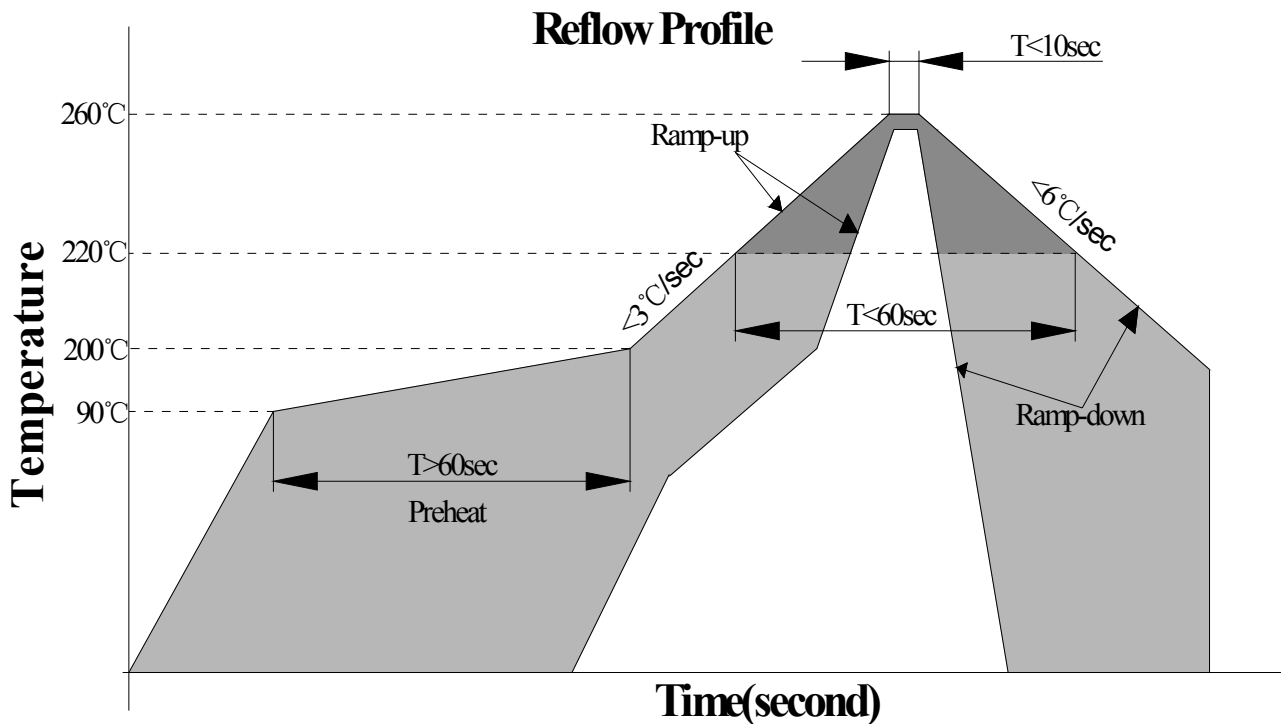 Reflow Profile
T<10sec
260℃
Ramp-up
<6℃/sec
220℃
<3℃/sec
T<60sec
200℃
90℃
Ramp-down
T>60sec
Preheat
Temperature
Time(second)